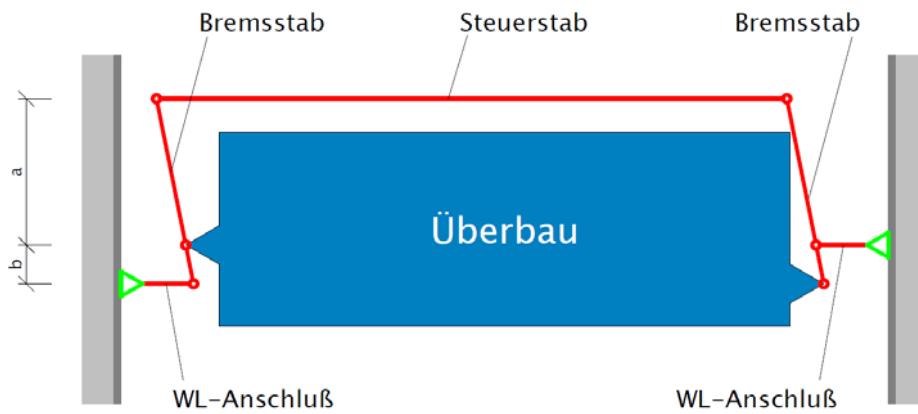 Bremsstab
Steuerstab
Bremsstab
a
Überbau
b
WL-Anschluß
WL-Anschluß